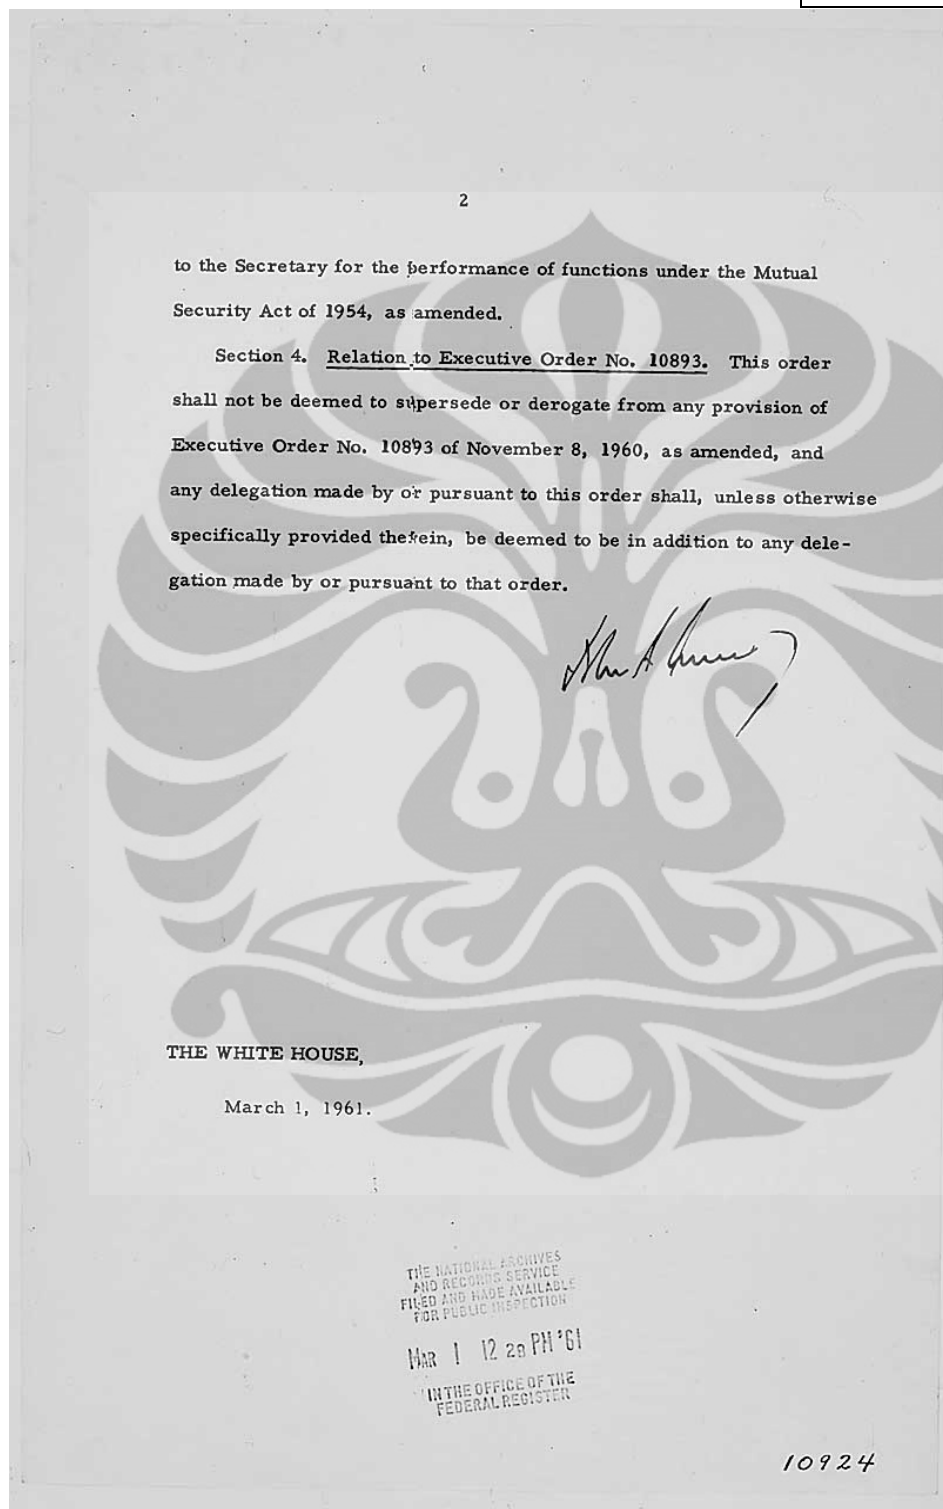 2
to the Secretary for the performance of functions under the Mutual
Security Act of 1954, as amended.
Section 4. Relation to Executive Order No. 10893. This order
shall not be deemed to supersede or derogate from any provision of
Executive Order No. 10893 of November 8, 1960, as amended, and
any delegation made by or pursuant to this order shall, unless otherwise
specifically provided therein, be deemed to be in addition to any dele-
gation made by or pursuant to that order.
THE WHITE HOUSE,
March 1, 1961.
THE NATIONAL ARCHIVES
AND RECORDS SERVICE
FILED AND MADE AVAILABLE
FOR PUBLIC INSPECTION
MAR 1 12 28 PM '61
IN THE OFFICE OF THE
FEDERAL REGISTER
10924